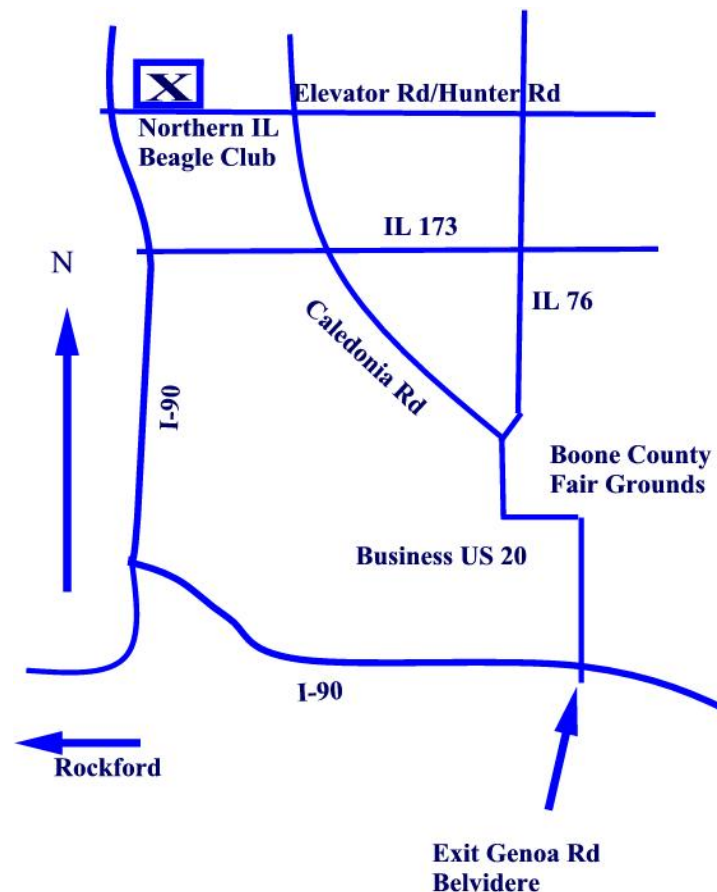 X
Elevator Rd/Hunter Rd
Northern IL
Beagle Club
IL 173
N
IL 76
Caledonia Rd
I-90
Boone County
Fair Grounds
Business US 20
I-90
Rockford
Exit Genoa Rd
Belvidere